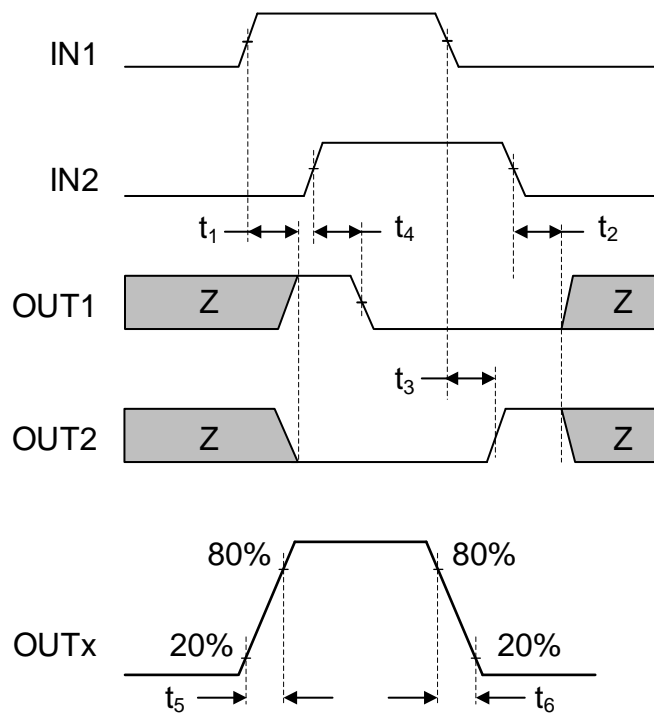 IN1
IN2
t1 t4 t2
OUT1 Z Z
t3
OUT2 Z Z
80% 80%
OUTx 20% 20%
t5 t6